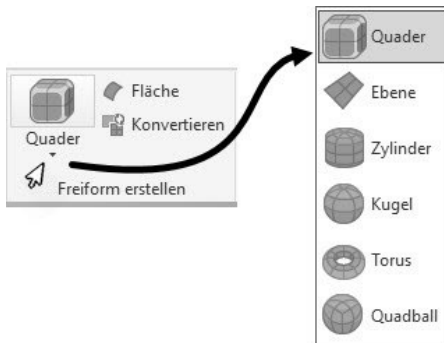 Quader
Fläche
Konvertieren
Freiform erstellen
Quader
Ebene
Zylinder
Kugel
Torus
Quadball